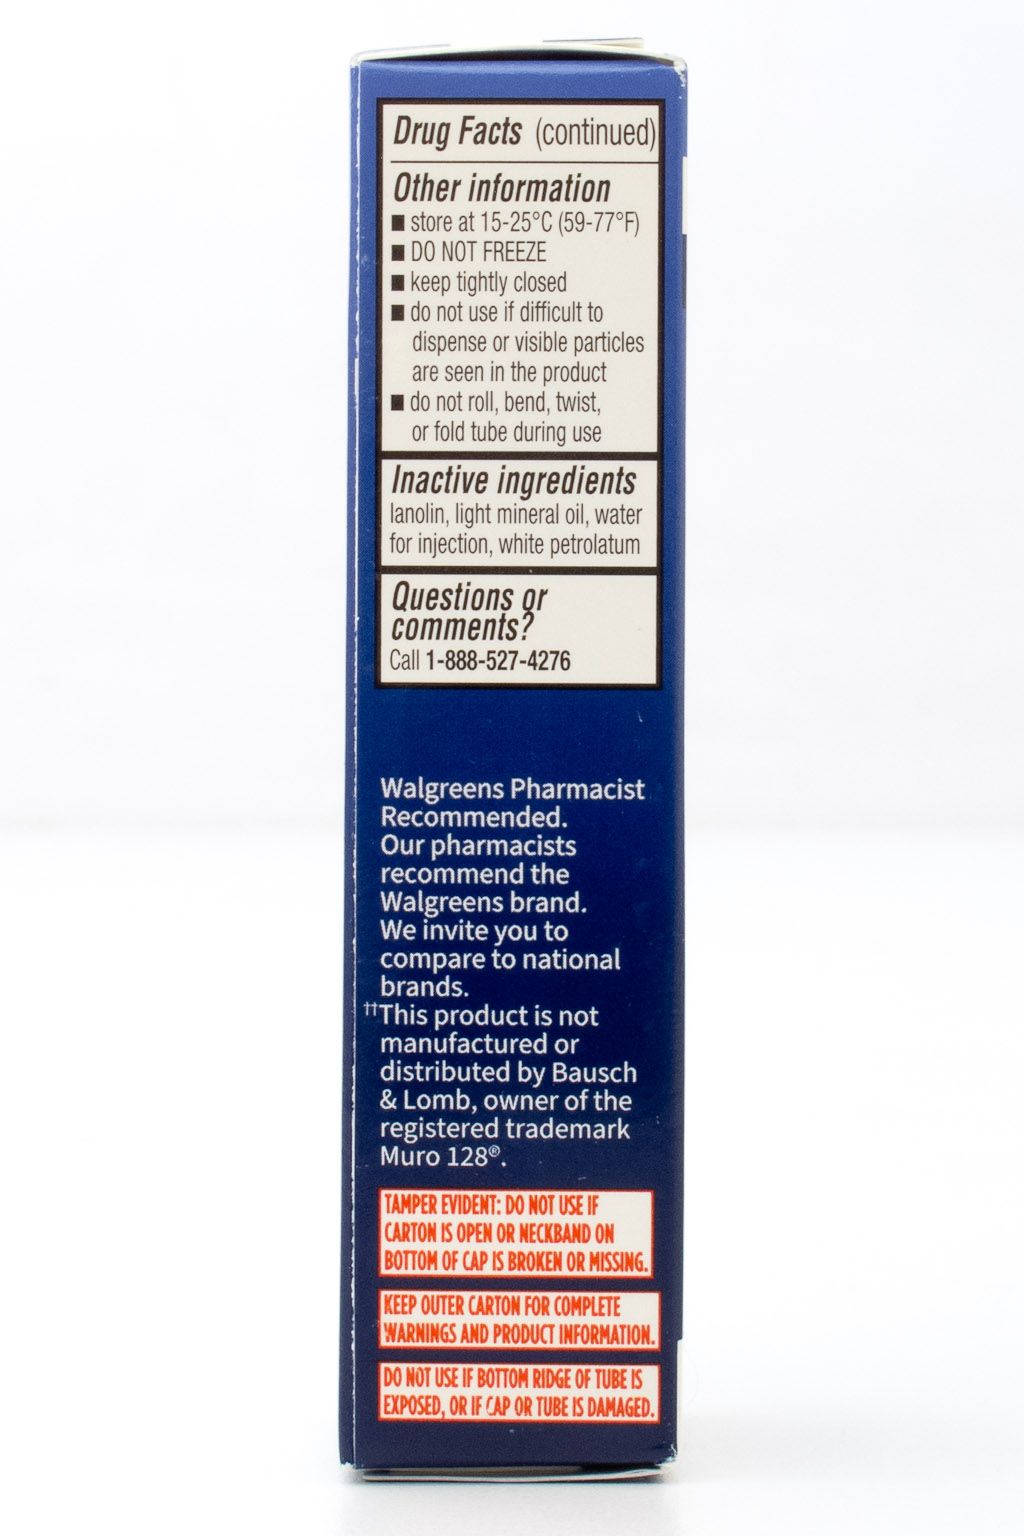 Drug Facts (continued)
Other information
■ store at 15-25°C (59-77°F)
■ DO NOT FREEZE
■ keep tightly closed
■ do not use if difficult to
dispense or visible particles
are seen in the product
■ do not roll, bend, twist,
or fold tube during use
Inactive ingredients
lanolin, light mineral oil, water
for injection, white petrolatum
Questions or
comments?
Call 1-888-527-4276
Walgreens Pharmacist
Recommended.
Our pharmacists
recommend the
Walgreens brand.
We invite you to
compare to national
brands.
††This product is not
manufactured or
distributed by Bausch
& Lomb, owner of the
registered trademark
Muro 128®.
TAMPER EVIDENT: DO NOT USE IF
CARTON IS OPEN OR NECKBAND ON
BOTTOM OF CAP IS BROKEN OR MISSING.
KEEP OUTER CARTON FOR COMPLETE
WARNINGS AND PRODUCT INFORMATION.
DO NOT USE IF BOTTOM RIDGE OF TUBE IS
EXPOSED, OR IF CAP OR TUBE IS DAMAGED.